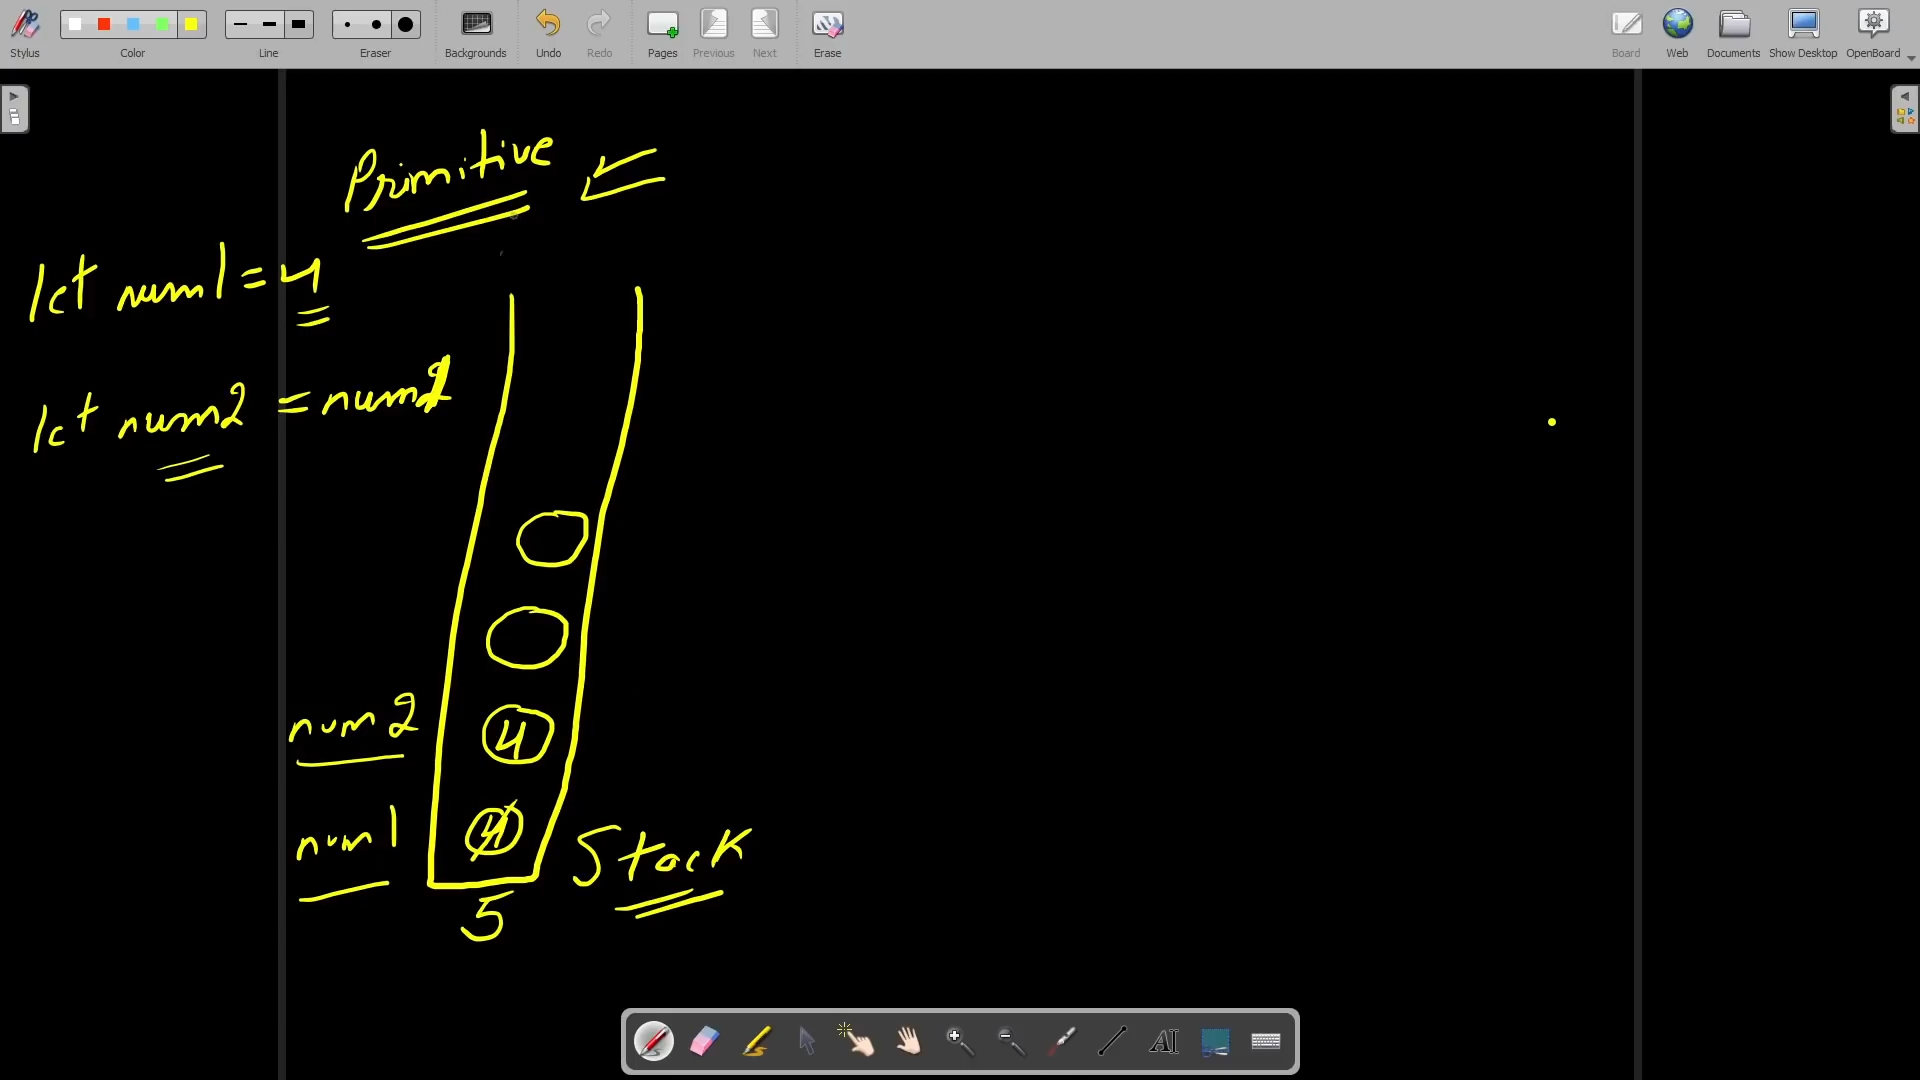 Stylus Color Line Eraser Backgrounds Undo Redo Pages Previous Next Erase Board Web Documents Show Desktop OpenBoard
Primitive
let num1 = 4
let num2 = num1
num2 4
num1 4
Stack
5
AI